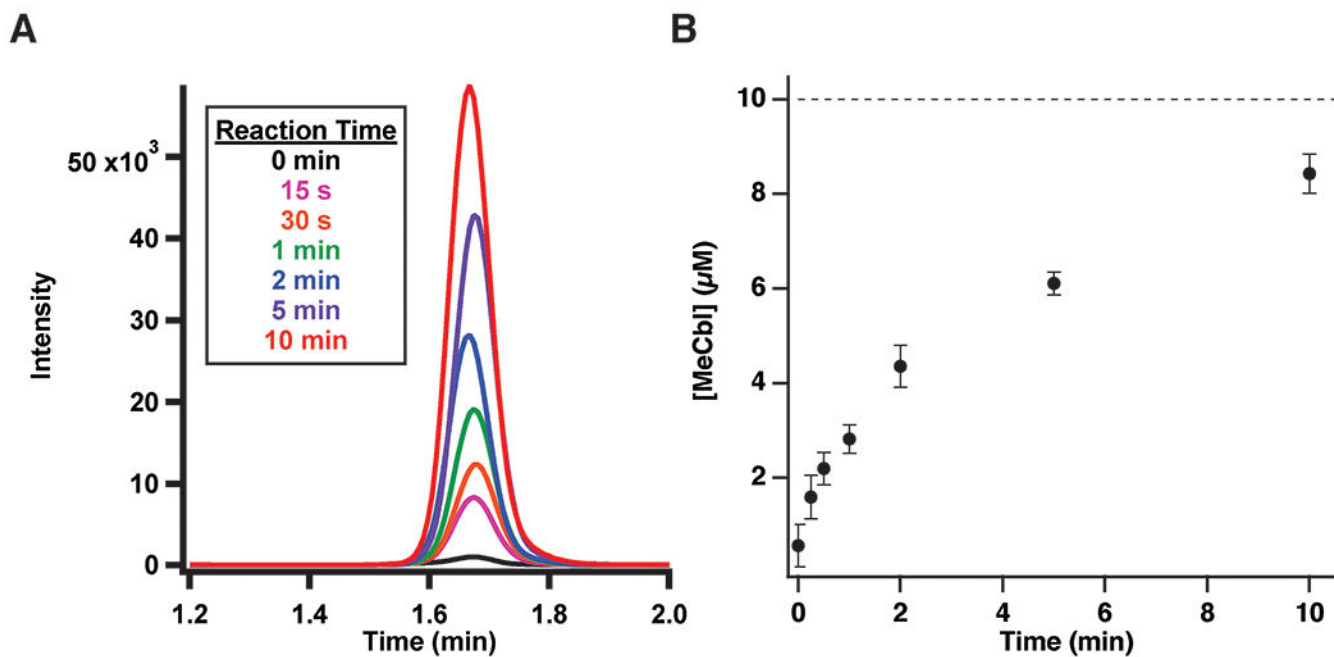 A
B
Reaction Time
0 min
15 s
30 s
1 min
2 min
5 min
10 min
50 x10³
40
30
20
10
0
Intensity
1.2
1.4
1.6
1.8
2.0
Time (min)
10
8
6
4
2
[MeCbl] (µM)
0
2
4
6
8
10
Time (min)